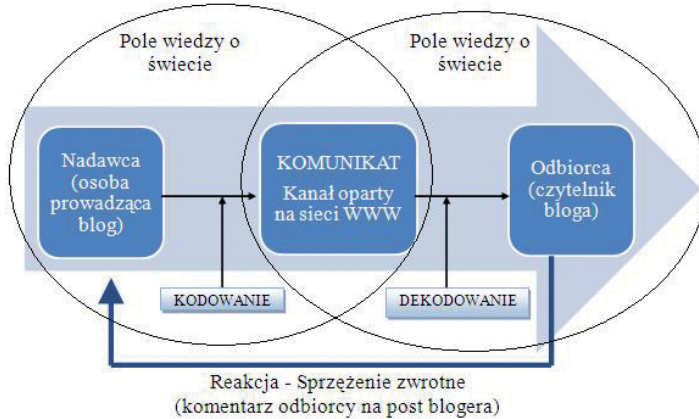 Pole wiedzy o
świecie
Pole wiedzy o
świecie
Nadawca
(osoba
prowadząca
blog)
KOMUNIKAT
Kanał oparty
na sieci WWW
Odbiorca
(czytelnik
bloga)
KODOWANIE
DEKODOWANIE
Reakcja - Sprzężenie zwrotne
(komentarz odbiorcy na post blogera)